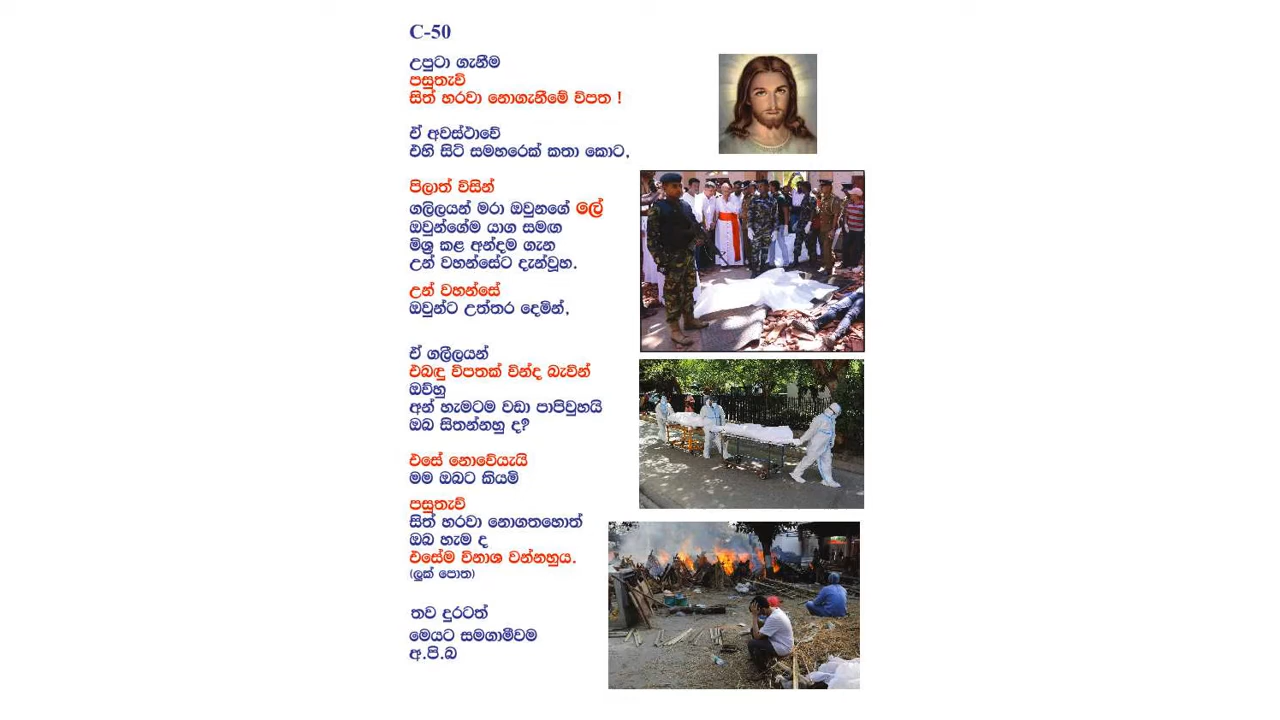 C-50
උපුටා ගැනීම
පසුතැවී
සිත් හරවා නොගැනීමේ විපත !
ඒ අවස්ථාවේ
එහි සිටි සමහරෙක් කතා කොට,
පිලාත් විසින්
ගලිලයන් මරා ඔවුනගේ ලේ
ඔවුන්ගේම යාග සමඟ
මිශ්‍ර කළ අන්දම ගැන
උන් වහන්සේට දැන්වූහ.
උන් වහන්සේ
ඔවුන්ට උත්තර දෙමින්,
ඒ ගලීලයන්
එබඳු විපතක් වින්ද බැවින්
ඔව්හු
අන් හැමටම වඩා පාපීවූහයි
ඔබ සිතන්නහු ද?
එසේ නොවේයැයි
මම ඔබට කියමි
පසුතැවී
සිත් හරවා නොගතහොත්
ඔබ හැම ද
එසේම විනාශ වන්නහුය.
(ලූක් පොත)
තව දුරටත්
මෙයට සමගාමීවම
අ.පි.බ